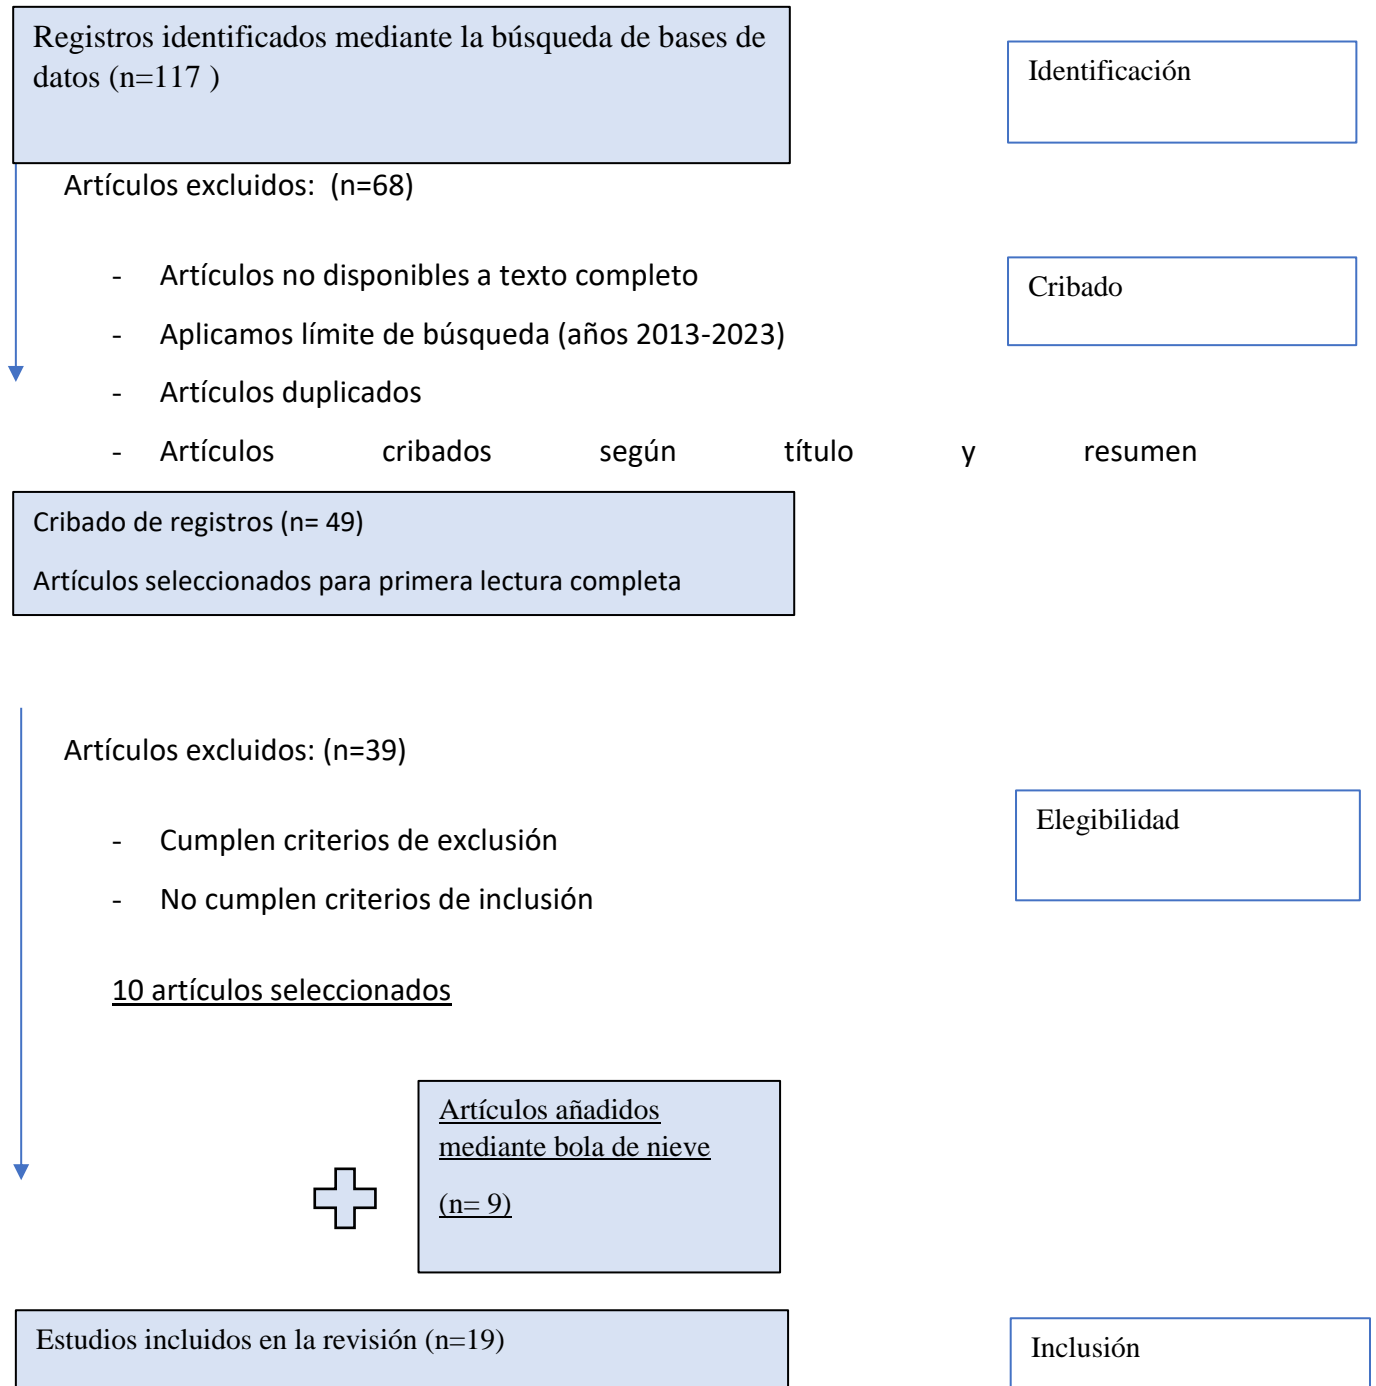 Registros identificados mediante la búsqueda de bases de
datos (n=117 )
Identificación
Artículos excluidos: (n=68)
- Artículos no disponibles a texto completo
- Aplicamos límite de búsqueda (años 2013-2023)
- Artículos duplicados
- Artículos cribados según título y resumen
Cribado
Cribado de registros (n= 49)
Artículos seleccionados para primera lectura completa
Artículos excluidos: (n=39)
- Cumplen criterios de exclusión
- No cumplen criterios de inclusión
Elegibilidad
10 artículos seleccionados
Artículos añadidos
mediante bola de nieve
(n= 9)
Estudios incluidos en la revisión (n=19)
Inclusión